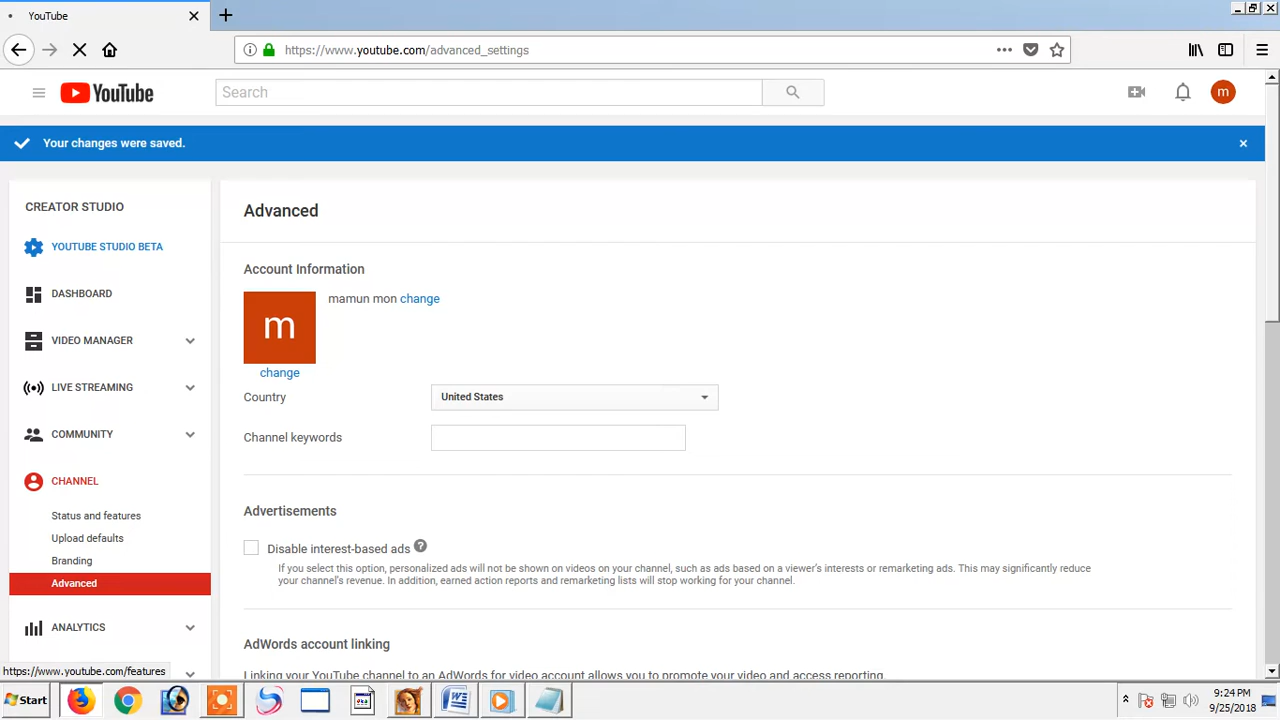 YouTube
https://www.youtube.com/advanced_settings
YouTube
Search
m
Your changes were saved.
CREATOR STUDIO
YOUTUBE STUDIO BETA
DASHBOARD
VIDEO MANAGER
LIVE STREAMING
COMMUNITY
CHANNEL
Status and features
Upload defaults
Branding
Advanced
ANALYTICS
Advanced
Account Information
m
mamun mon change
change
Country
United States
Channel keywords
Advertisements
Disable interest-based ads
If you select this option, personalized ads will not be shown on videos on your channel, such as ads based on a viewer's interests or remarketing ads. This may significantly reduce
your channel's revenue. In addition, earned action reports and remarketing lists will stop working for your channel.
AdWords account linking
Linking your YouTube channel to an AdWords for video account allows you to promote your video and access reporting.
https://www.youtube.com/features
Start
9:24 PM
9/25/2018